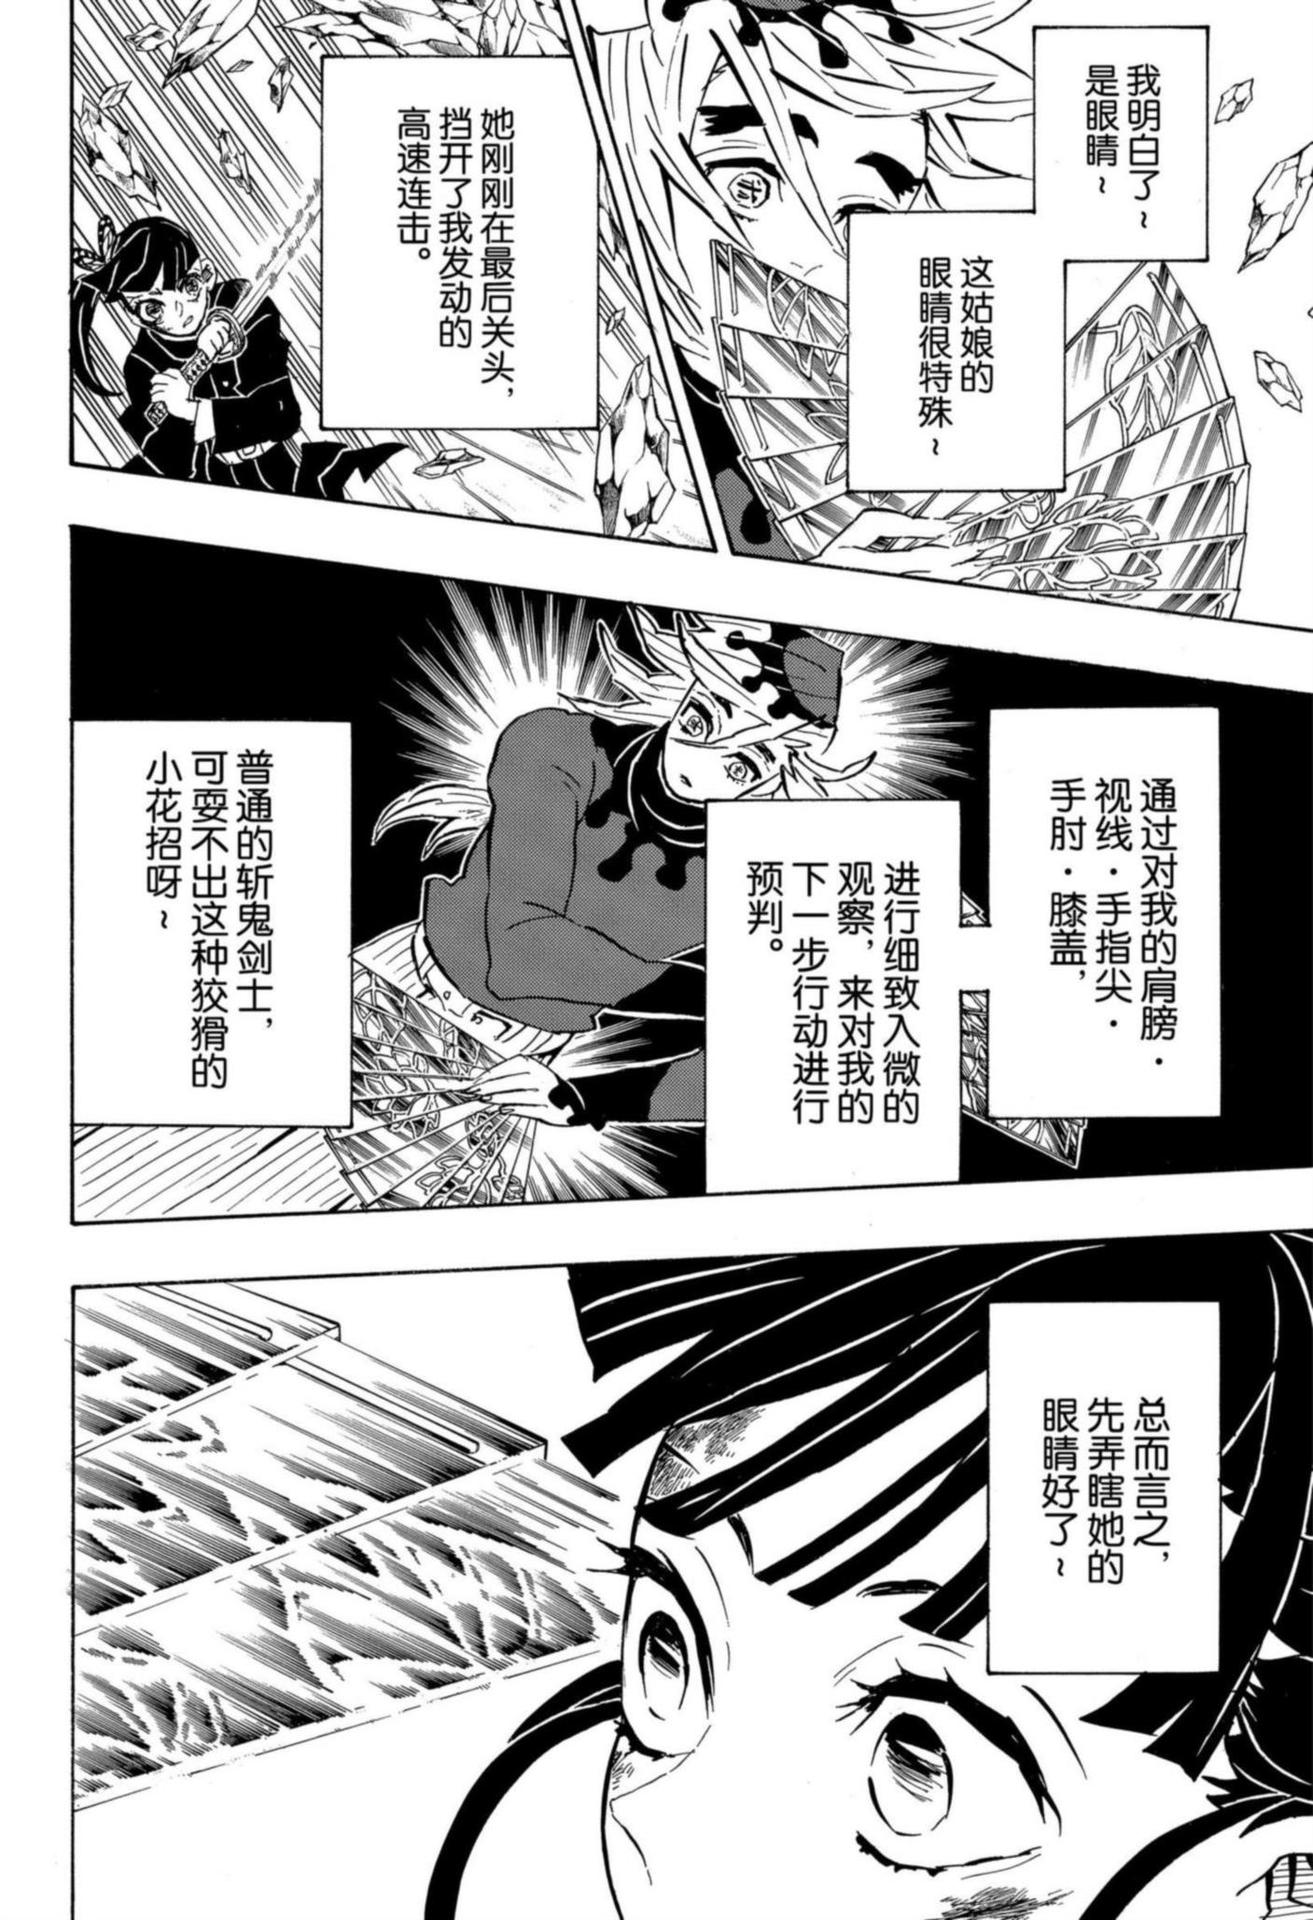 我明白了~
是眼睛~
这姑娘的
眼睛很特殊~
她刚刚在最后关头，
挡开了我发动的
高速连击。
通过对我的肩膀·
视线·手指尖·
手肘·膝盖，
进行细致入微的
观察，来对我的
下一步行动进行
预判。
普通的斩鬼剑士，
可耍不出这种狡猾的
小花招呀~
总而言之，
先弄瞎她的
眼睛好了~